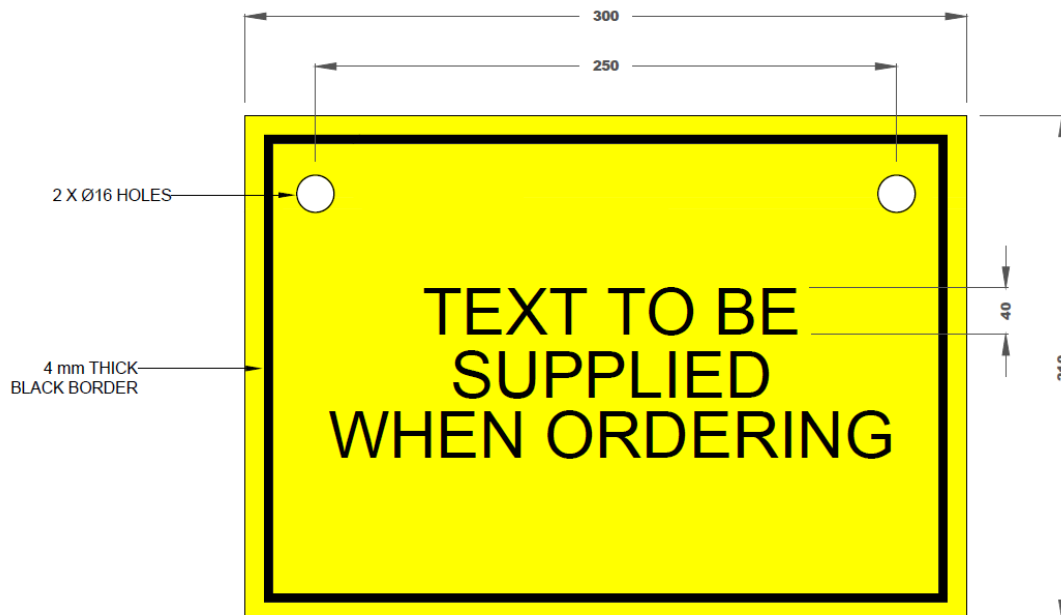 300
250
2 X Ø16 HOLES
TEXT TO BE
40
SUPPLIED
4 mm THICK
BLACK BORDER
WHEN ORDERING